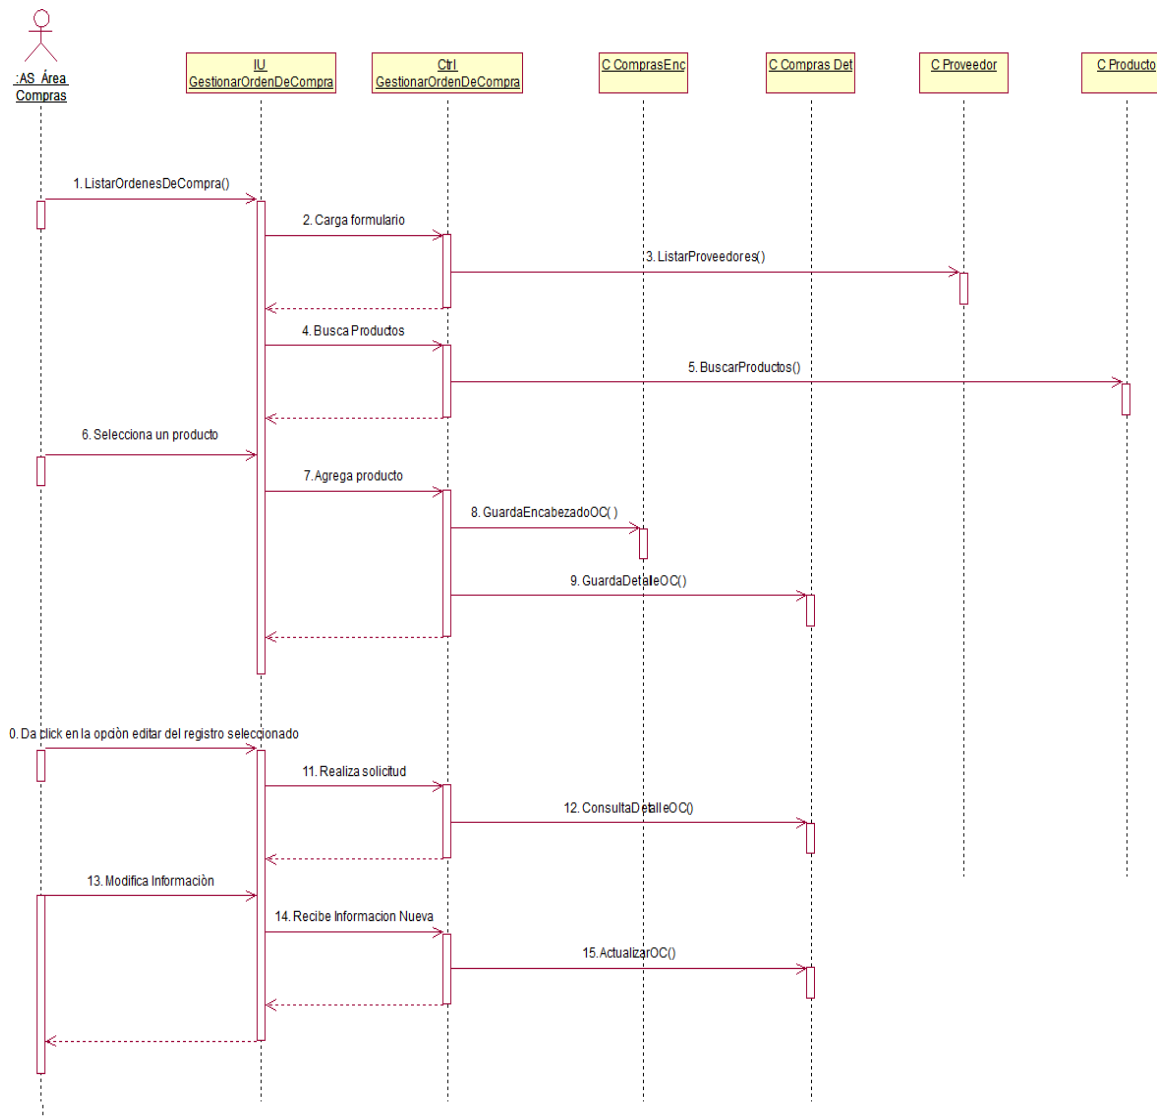 :AS_Área
Compras
IU
GestionarOrdenDeCompra
Ctrl
GestionarOrdenDeCompra
C ComprasEnc
C Compras Det
C Proveedor
C Producto
1. ListarOrdenesDeCompra()
2. Carga formulario
3. ListarProveedores()
4. Busca Productos
5. BuscarProductos()
6. Selecciona un producto
7. Agrega producto
8. GuardaEncabezadoOC( )
9. GuardaDetalleOC()
0. Da click en la opciòn editar del registro seleccionado
11. Realiza solicitud
12. ConsultaDetalleOC()
13. Modifica Informaciòn
14. Recibe Informacion Nueva
15. ActualizarOC()